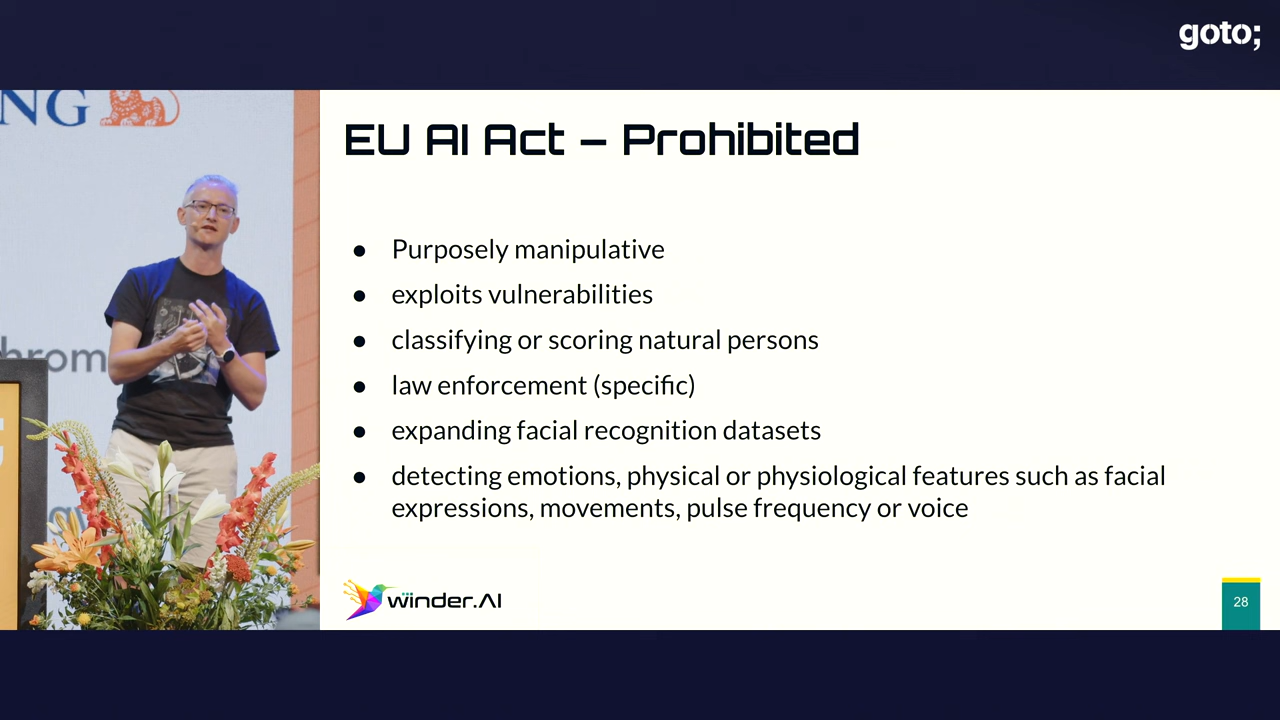 goto;
NG
EU AI Act – Prohibited
● Purposely manipulative
● exploits vulnerabilities
● classifying or scoring natural persons
● law enforcement (specific)
● expanding facial recognition datasets
● detecting emotions, physical or physiological features such as facial
expressions, movements, pulse frequency or voice
hrom
winder.AI
28